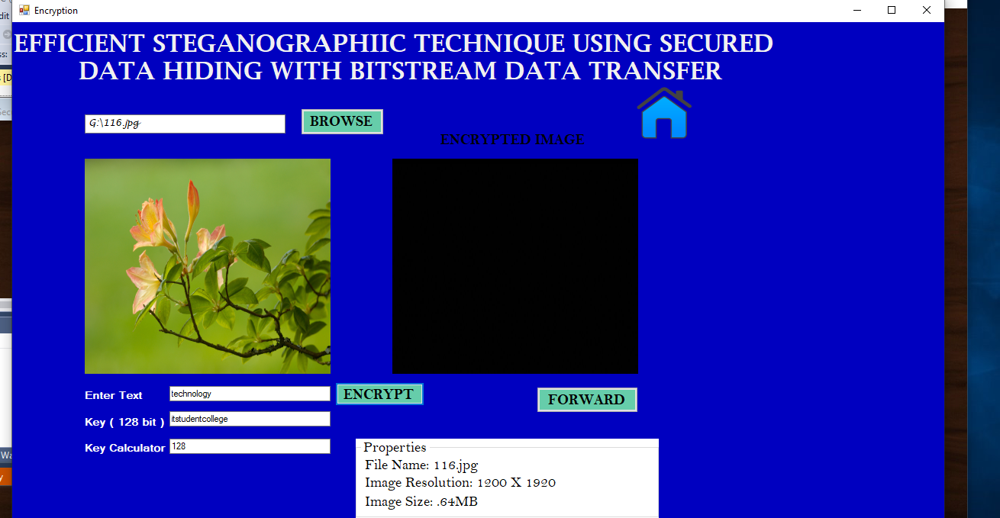 Encryption
EFFICIENT STEGANOGRAPHIIC TECHNIQUE USING SECURED
DATA HIDING WITH BITSTREAM DATA TRANSFER
G:\116.jpg
BROWSE
ENCRYPTED IMAGE
Enter Text
technology
ENCRYPT
FORWARD
Key ( 128 bit )
itstudentcollege
Key Calculator
128
Properties
File Name: 116.jpg
Image Resolution: 1200 X 1920
Image Size: .64MB